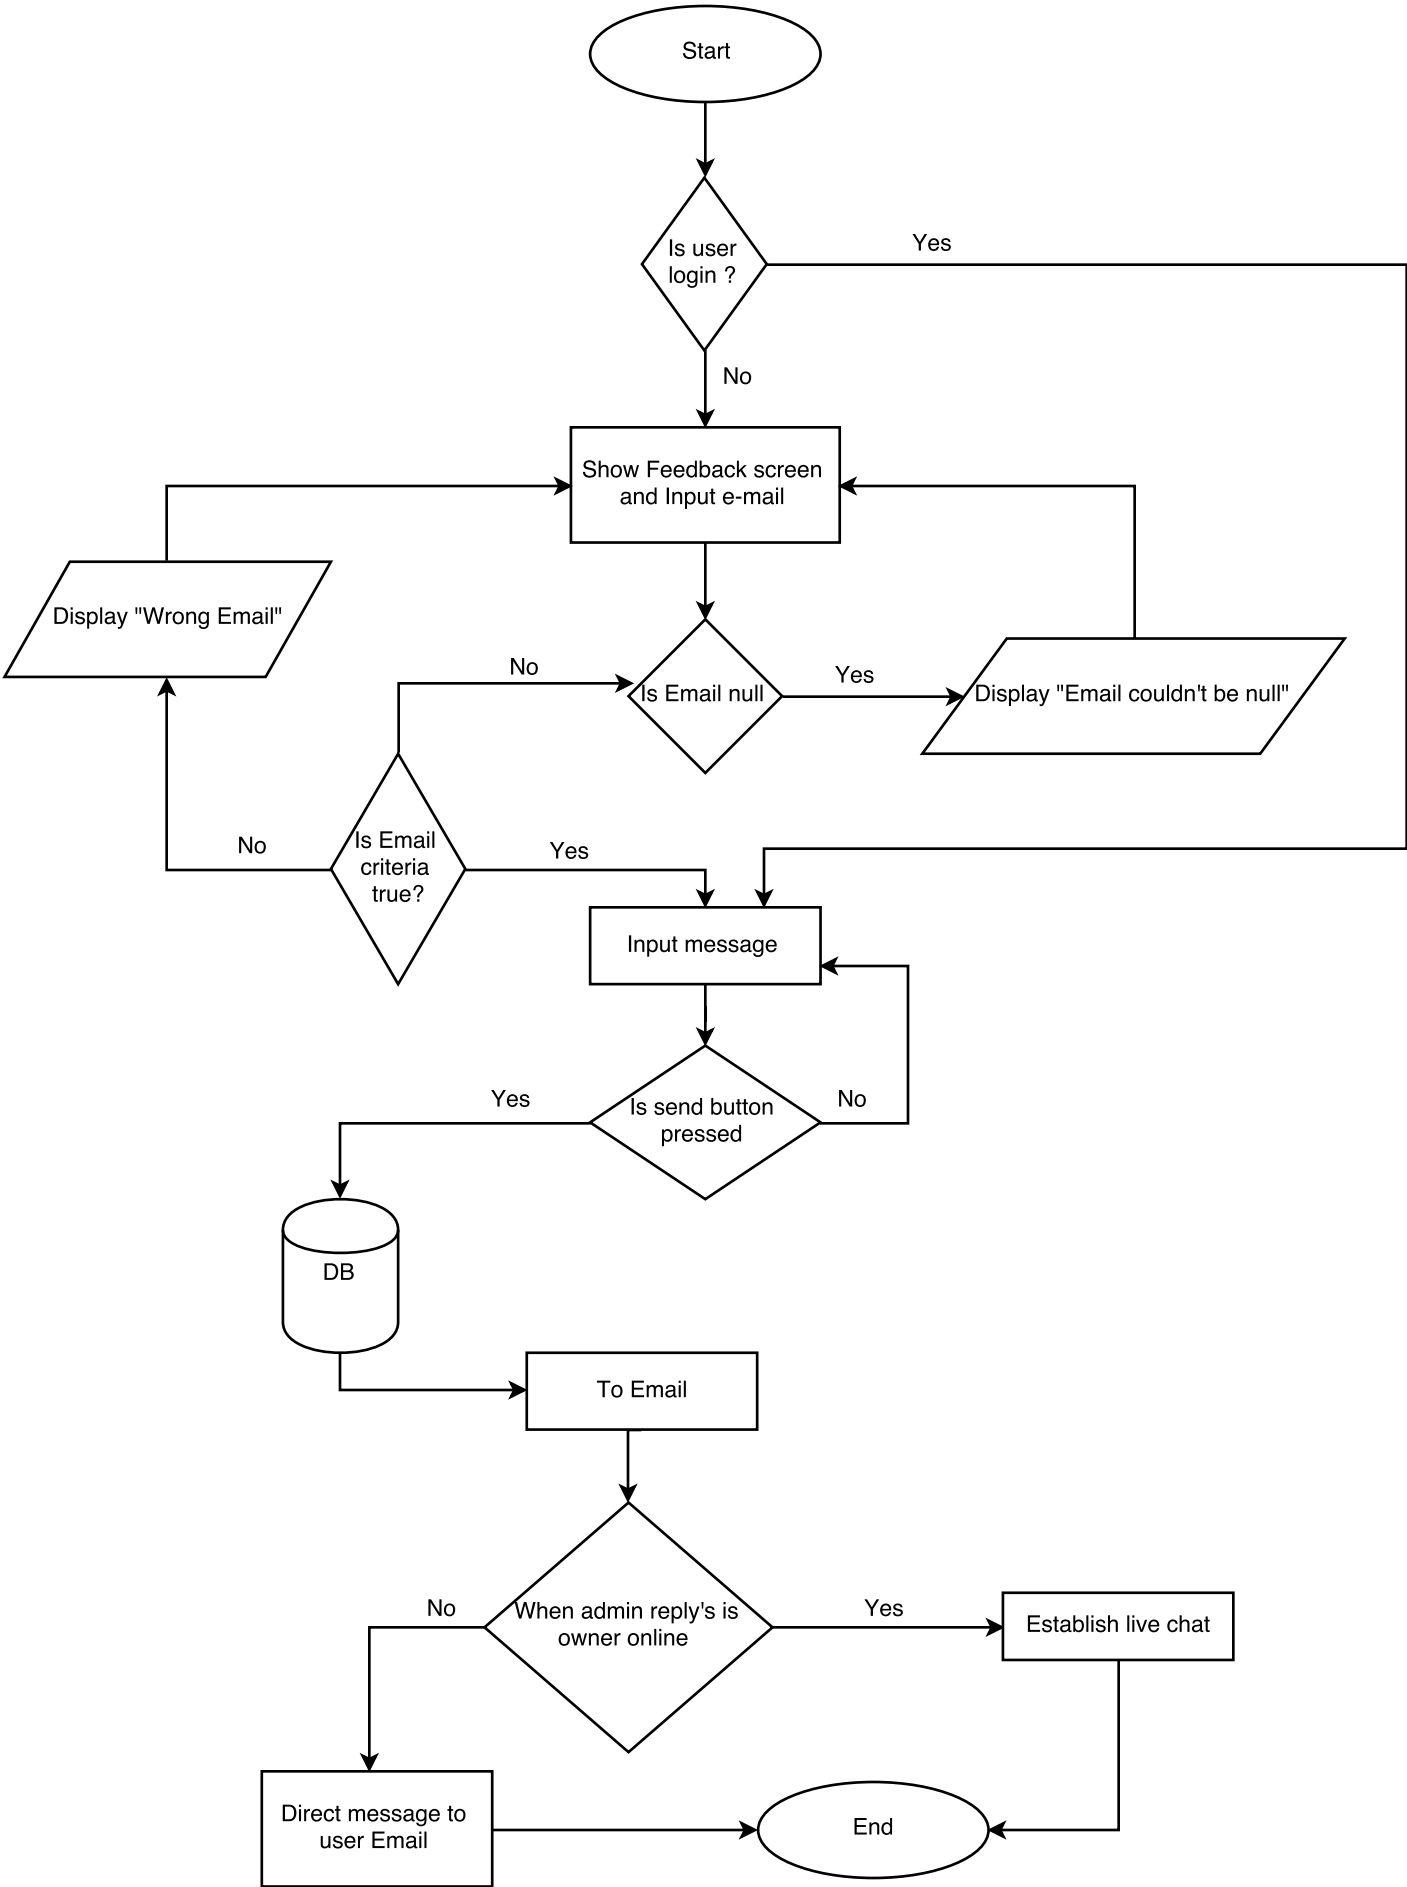 Start
Is user
login ?
Yes
No
Show Feedback screen
and Input e-mail
Display "Wrong Email"
No
Is Email null
Yes
Display "Email couldn't be null"
No
Is Email
criteria
true?
Yes
Input message
Yes
Is send button
pressed
No
DB
To Email
No
When admin reply's is
owner online
Yes
Establish live chat
Direct message to
user Email
End